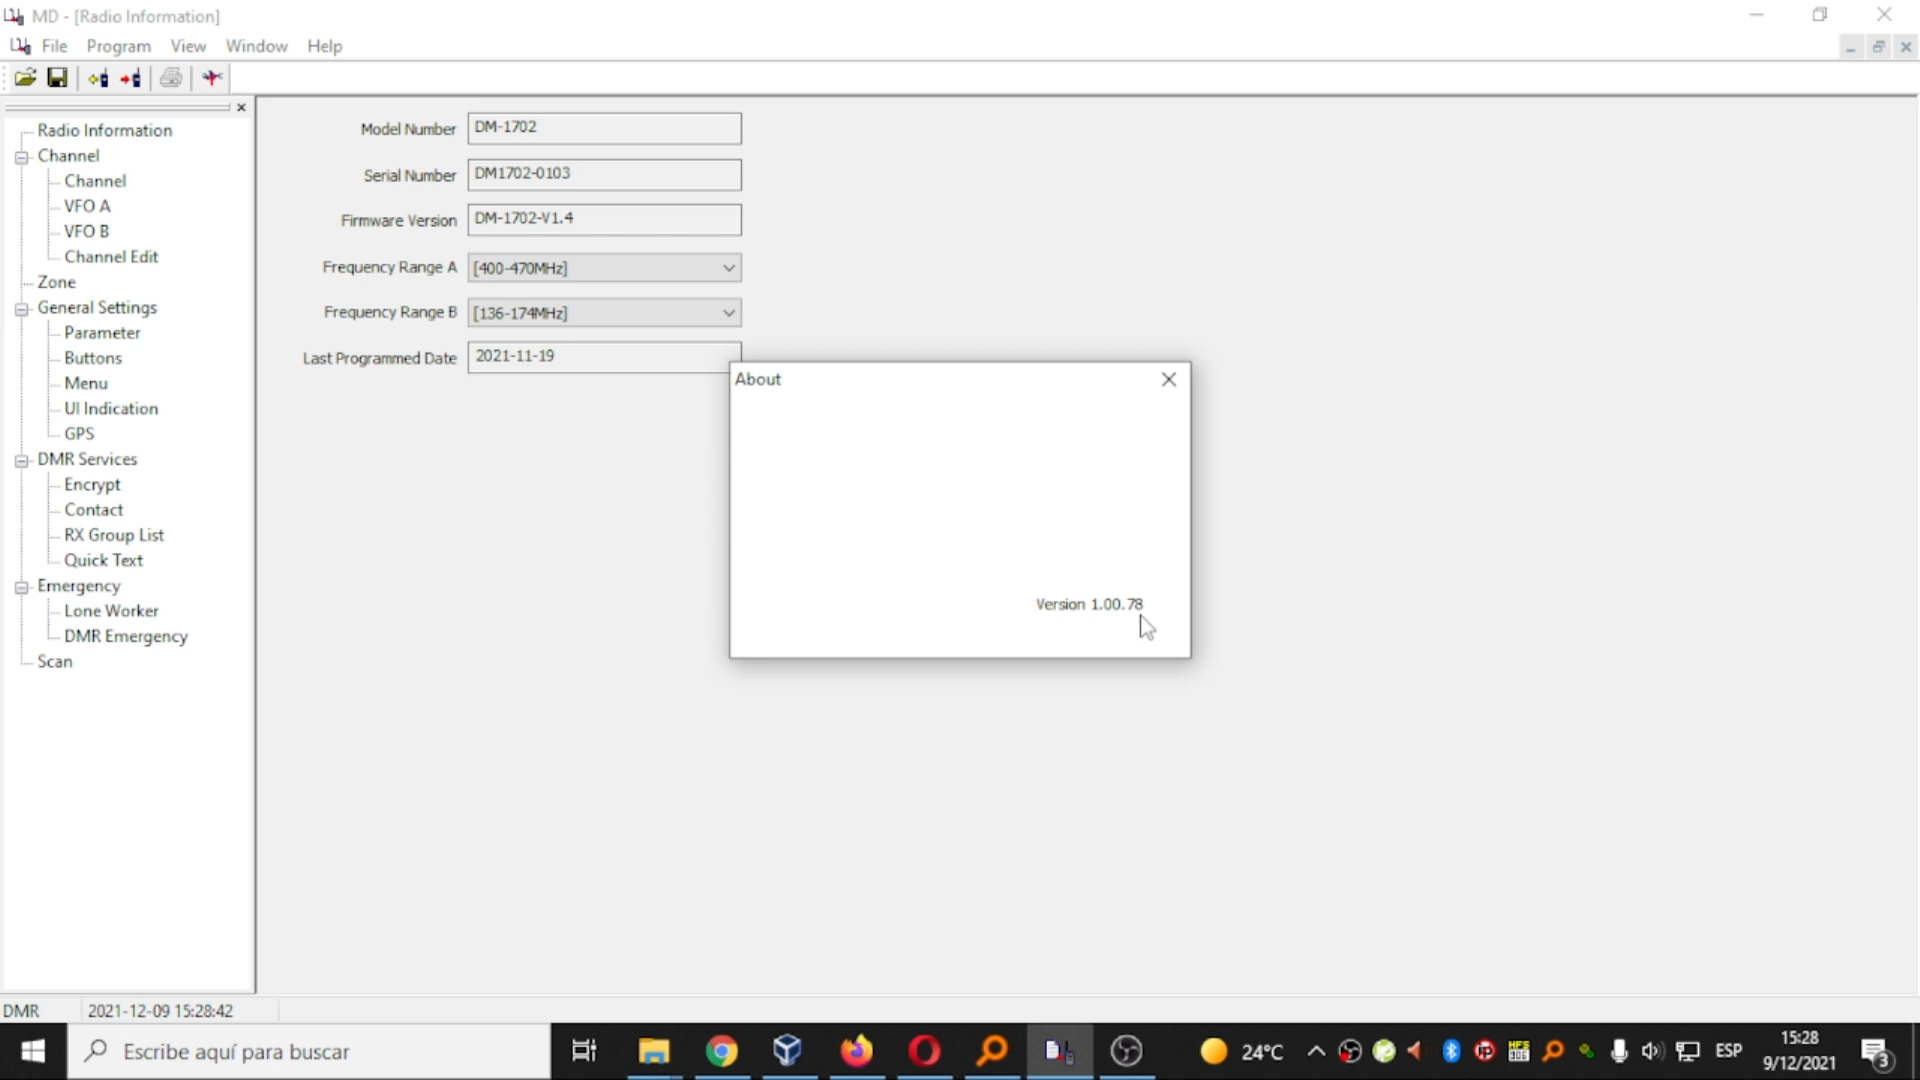 MD - [Radio Information]
File Program View Window Help
Radio Information
Channel
Channel
VFO A
VFO B
Channel Edit
Zone
General Settings
Parameter
Buttons
Menu
UI Indication
GPS
DMR Services
Encrypt
Contact
RX Group List
Quick Text
Emergency
Lone Worker
DMR Emergency
Scan
Model Number DM-1702
Serial Number DM1702-0103
Firmware Version DM-1702-V1.4
Frequency Range A [400-470MHz]
Frequency Range B [136-174MHz]
Last Programmed Date 2021-11-19
About
Version 1.00.78
DMR 2021-12-09 15:28:42
Escribe aquí para buscar
24°C
ESP
15:28
9/12/2021
3